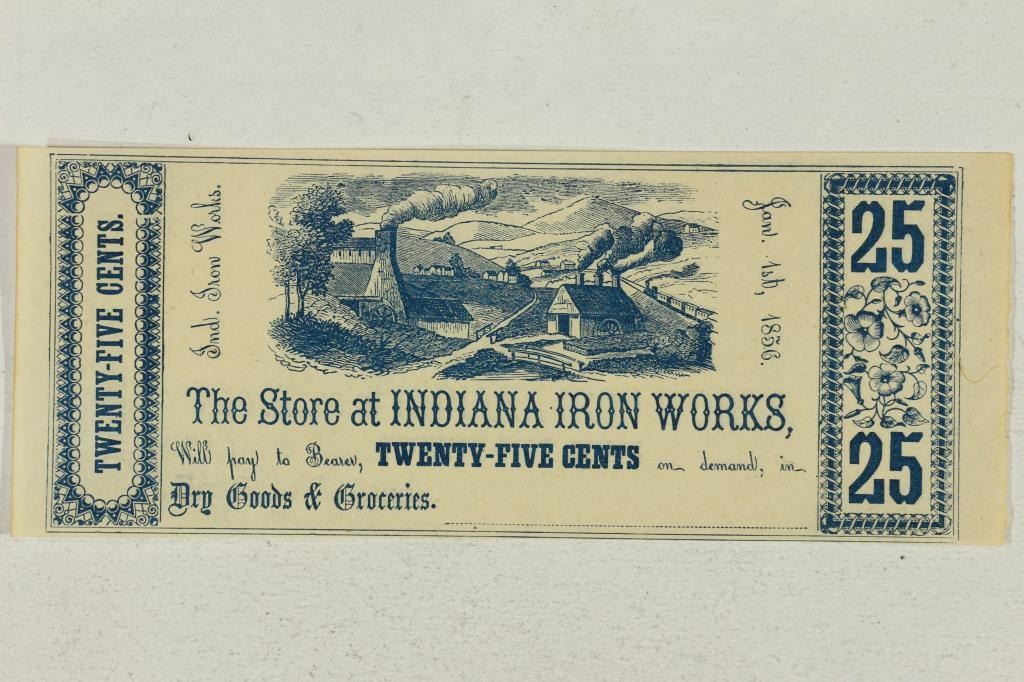 TWENTY-FIVE CENTS.
Ind. Iron Works.
Janr. 1st, 1856.
25
The Store at INDIANA IRON WORKS,
Will pay to Bearer, TWENTY-FIVE CENTS on demand, in
Dry Goods & Groceries.
25